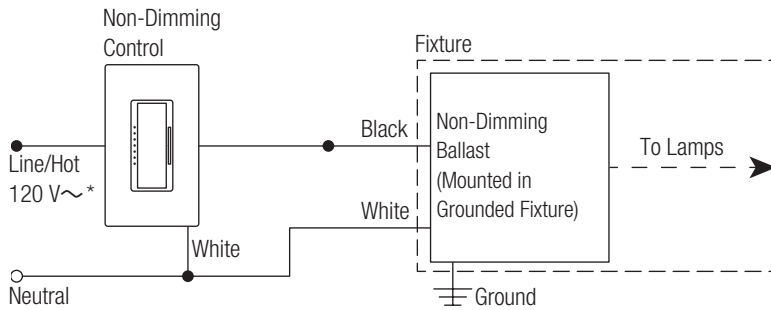 Non-Dimming
Control
Fixture
Line/Hot
120 V～ *
Black
Non-Dimming
Ballast
(Mounted in
Grounded Fixture)
To Lamps
White
White
Neutral
Ground